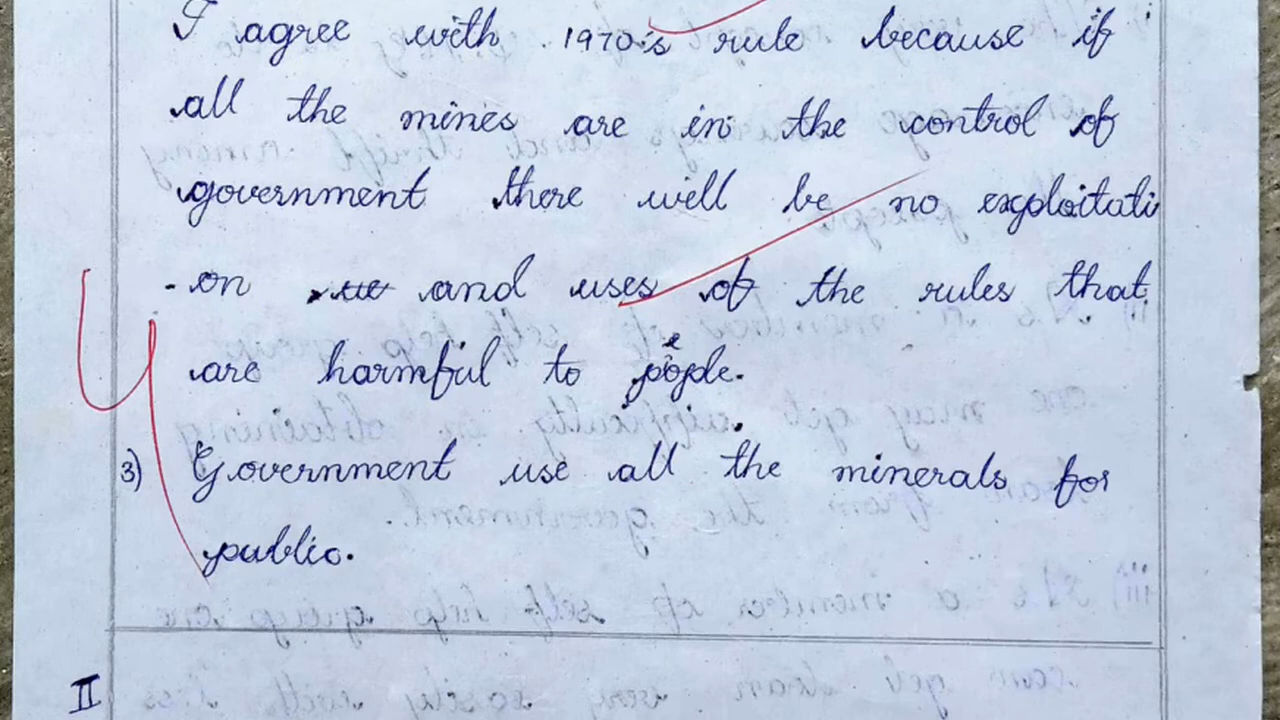 I agree with 1970's rule because if
all the mines are in the control of
government there will be no exploitati
-on and uses of the rules that
are harmful to people.
3) Government use all the minerals for
public.
II